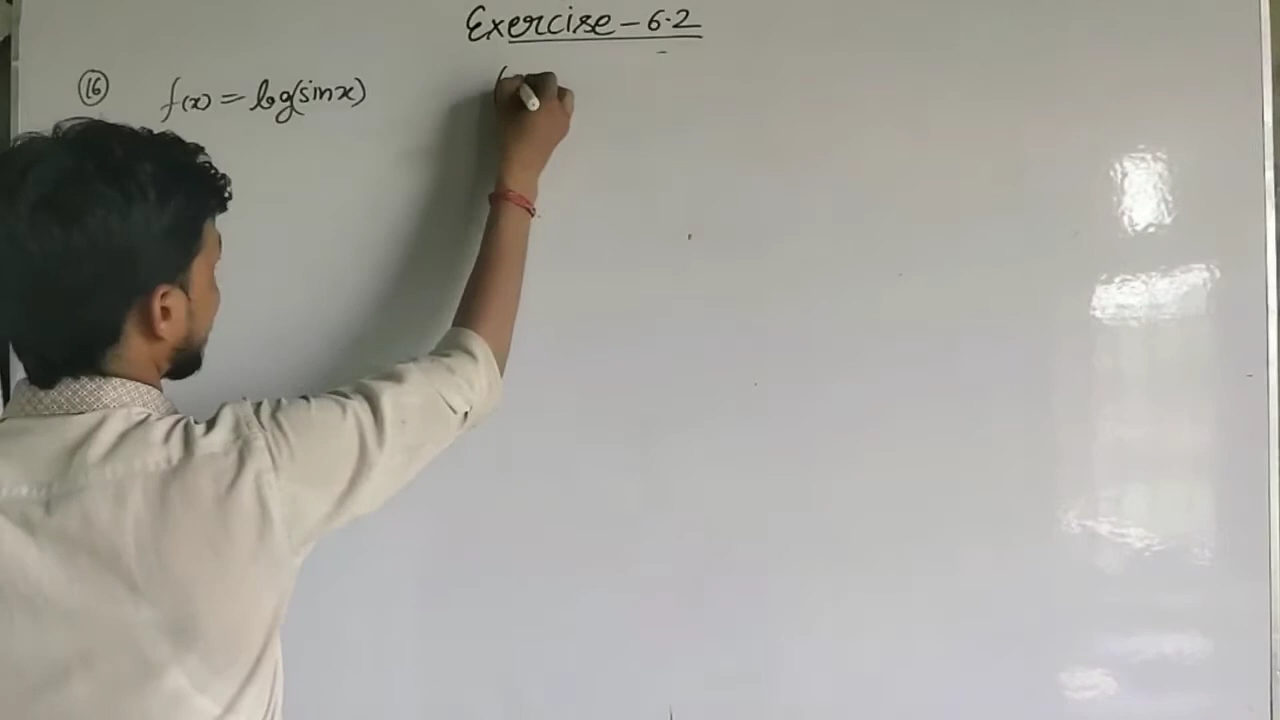 Exercise - 6.2
(16) f(x) = log(sinx) (